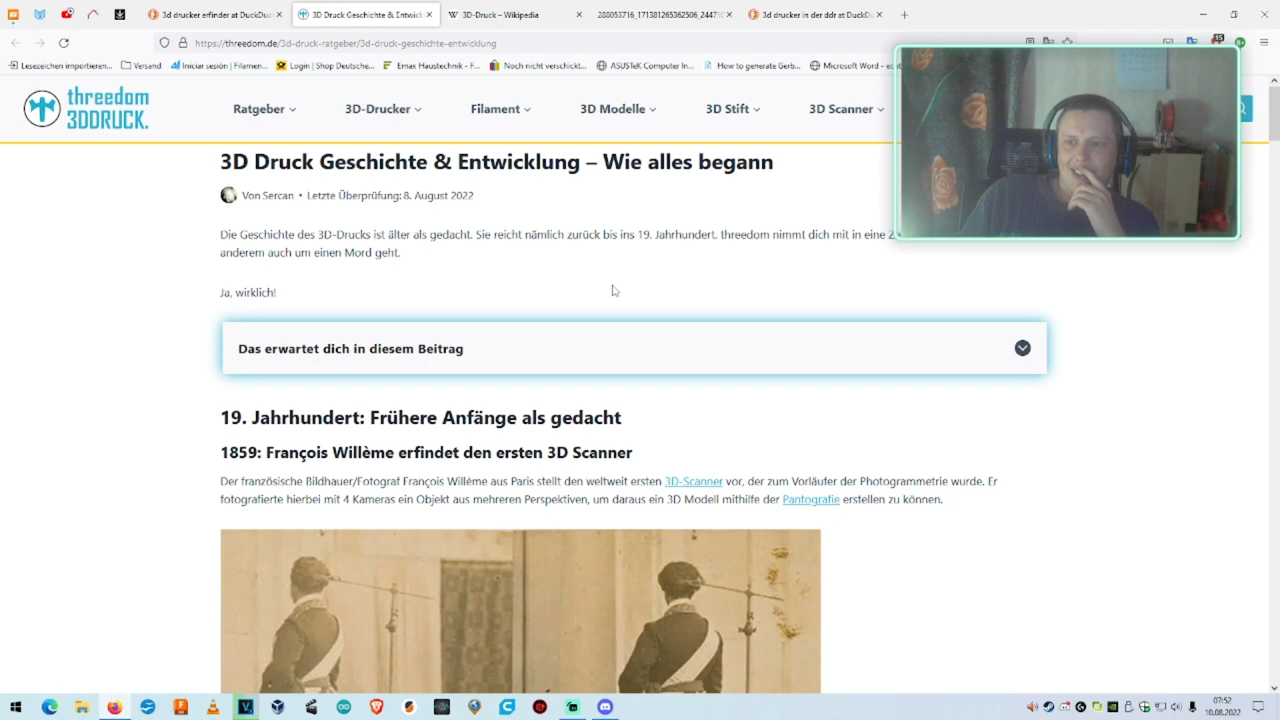 3d drucker erfinder at DuckDu
3D Druck Geschichte & Entwickl
3D-Druck – Wikipedia
288053716_171381265362506_24471
3d drucker in der ddr at DuckDu
https://threedom.de/3d-druck-ratgeber/3d-druck-geschichte-entwicklung
Lesezeichen importieren...
Versand
Iniciar sesión | Filamen...
Login | Shop Deutsche...
Emax Haustechnik - F...
Noch nicht verschickt...
ASUSTeK Computer In...
How to generate Gerb...
Microsoft Word -
threedom
3DDRUCK.
Ratgeber
3D-Drucker
Filament
3D Modelle
3D Stift
3D Scanner
3D Druck Geschichte & Entwicklung – Wie alles begann
Von Sercan • Letzte Überprüfung: 8. August 2022
Die Geschichte des 3D-Drucks ist älter als gedacht. Sie reicht nämlich zurück bis ins 19. Jahrhundert. threedom nimmt dich mit in eine
anderem auch um einen Mord geht.
Ja, wirklich!
Das erwartet dich in diesem Beitrag
19. Jahrhundert: Frühere Anfänge als gedacht
1859: François Willème erfindet den ersten 3D Scanner
Der französische Bildhauer/Fotograf François Willéme aus Paris stellt den weltweit ersten 3D-Scanner vor, der zum Vorläufer der Photogrammetrie wurde. Er
fotografierte hierbei mit 4 Kameras ein Objekt aus mehreren Perspektiven, um daraus ein 3D Modell mithilfe der Pantografie erstellen zu können.
07:52
10.08.2022